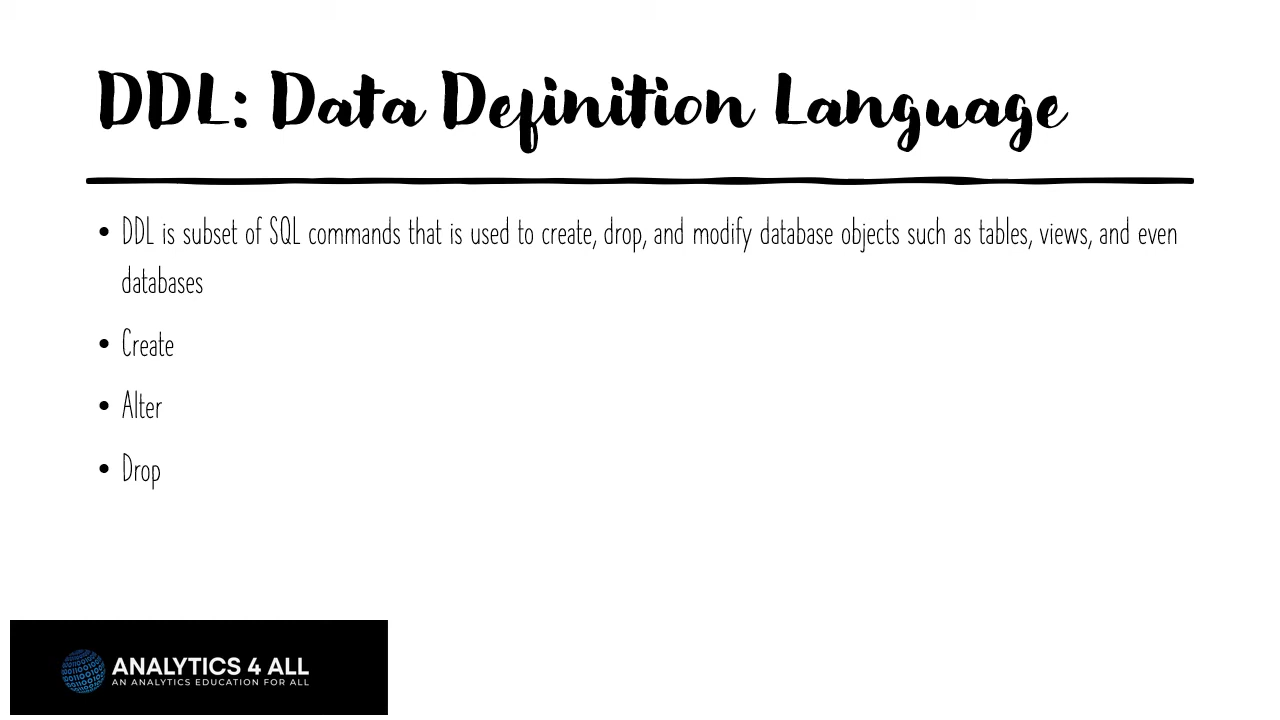 DDL: Data Definition Language
• DDL is subset of SQL commands that is used to create, drop, and modify database objects such as tables, views, and even
databases
• Create
• Alter
• Drop
ANALYTICS 4 ALL
AN ANALYTICS EDUCATION FOR ALL